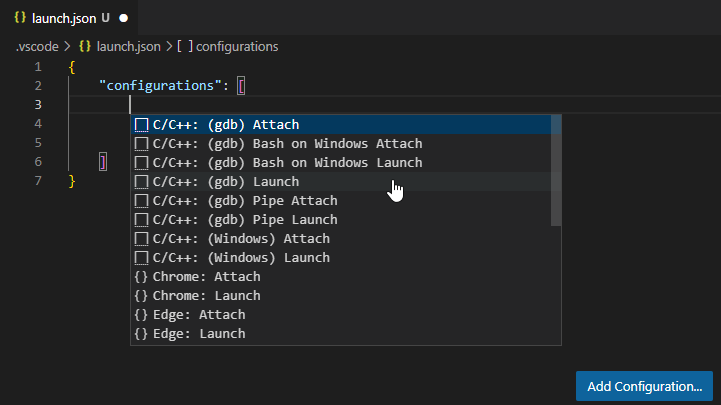 {} launch.json U ●
.vscode > {} launch.json > [ ] configurations
1 {
2 "configurations": [
3
4
5
6 ]
7 }
C/C++: (gdb) Attach
C/C++: (gdb) Bash on Windows Attach
C/C++: (gdb) Bash on Windows Launch
C/C++: (gdb) Launch
C/C++: (gdb) Pipe Attach
C/C++: (gdb) Pipe Launch
C/C++: (Windows) Attach
C/C++: (Windows) Launch
{} Chrome: Attach
{} Chrome: Launch
{} Edge: Attach
{} Edge: Launch
Add Configuration...